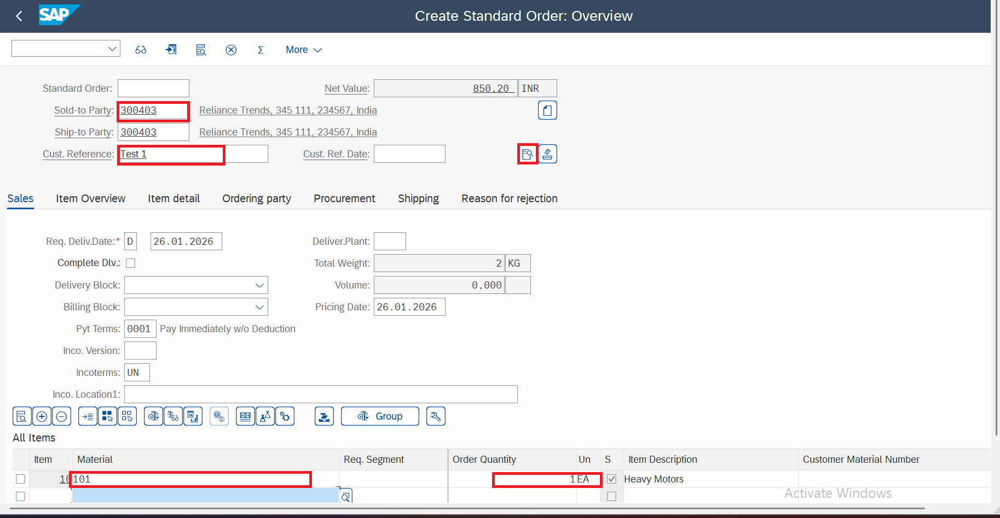 SAP Create Standard Order: Overview
More
Standard Order: Net Value: 850,20 INR
Sold-to Party: 300403 Reliance Trends, 345 111, 234567, India
Ship-to Party: 300403 Reliance Trends, 345 111, 234567, India
Cust. Reference: Test 1 Cust. Ref. Date:
Sales Item Overview Item detail Ordering party Procurement Shipping Reason for rejection
Req. Deliv.Date:* D 26.01.2026 Deliver.Plant:
Complete Dlv.: Total Weight: 2 KG
Delivery Block: Volume: 0,000
Billing Block: Pricing Date: 26.01.2026
Pyt Terms: 0001 Pay Immediately w/o Deduction
Inco. Version:
Incoterms: UN
Inco. Location1:
Group
All Items
Item Material Req. Segment Order Quantity Un S Item Description Customer Material Number
10 101 1 EA Heavy Motors
Activate Windows